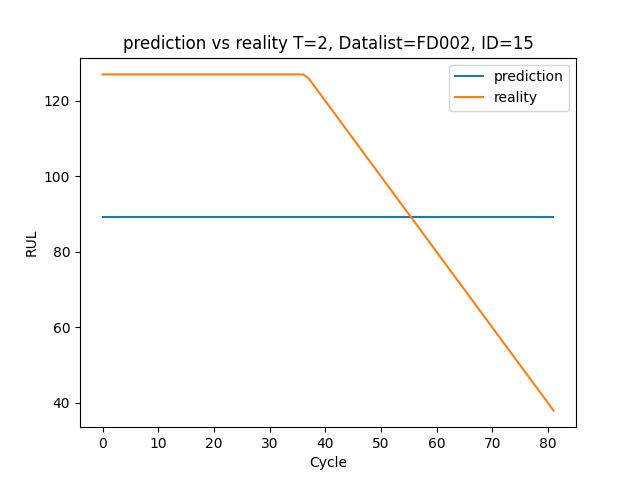 prediction vs reality T=2, Datalist=FD002, ID=15
prediction
reality
RUL
120
100
80
60
40
0 10 20 30 40 50 60 70 80
Cycle